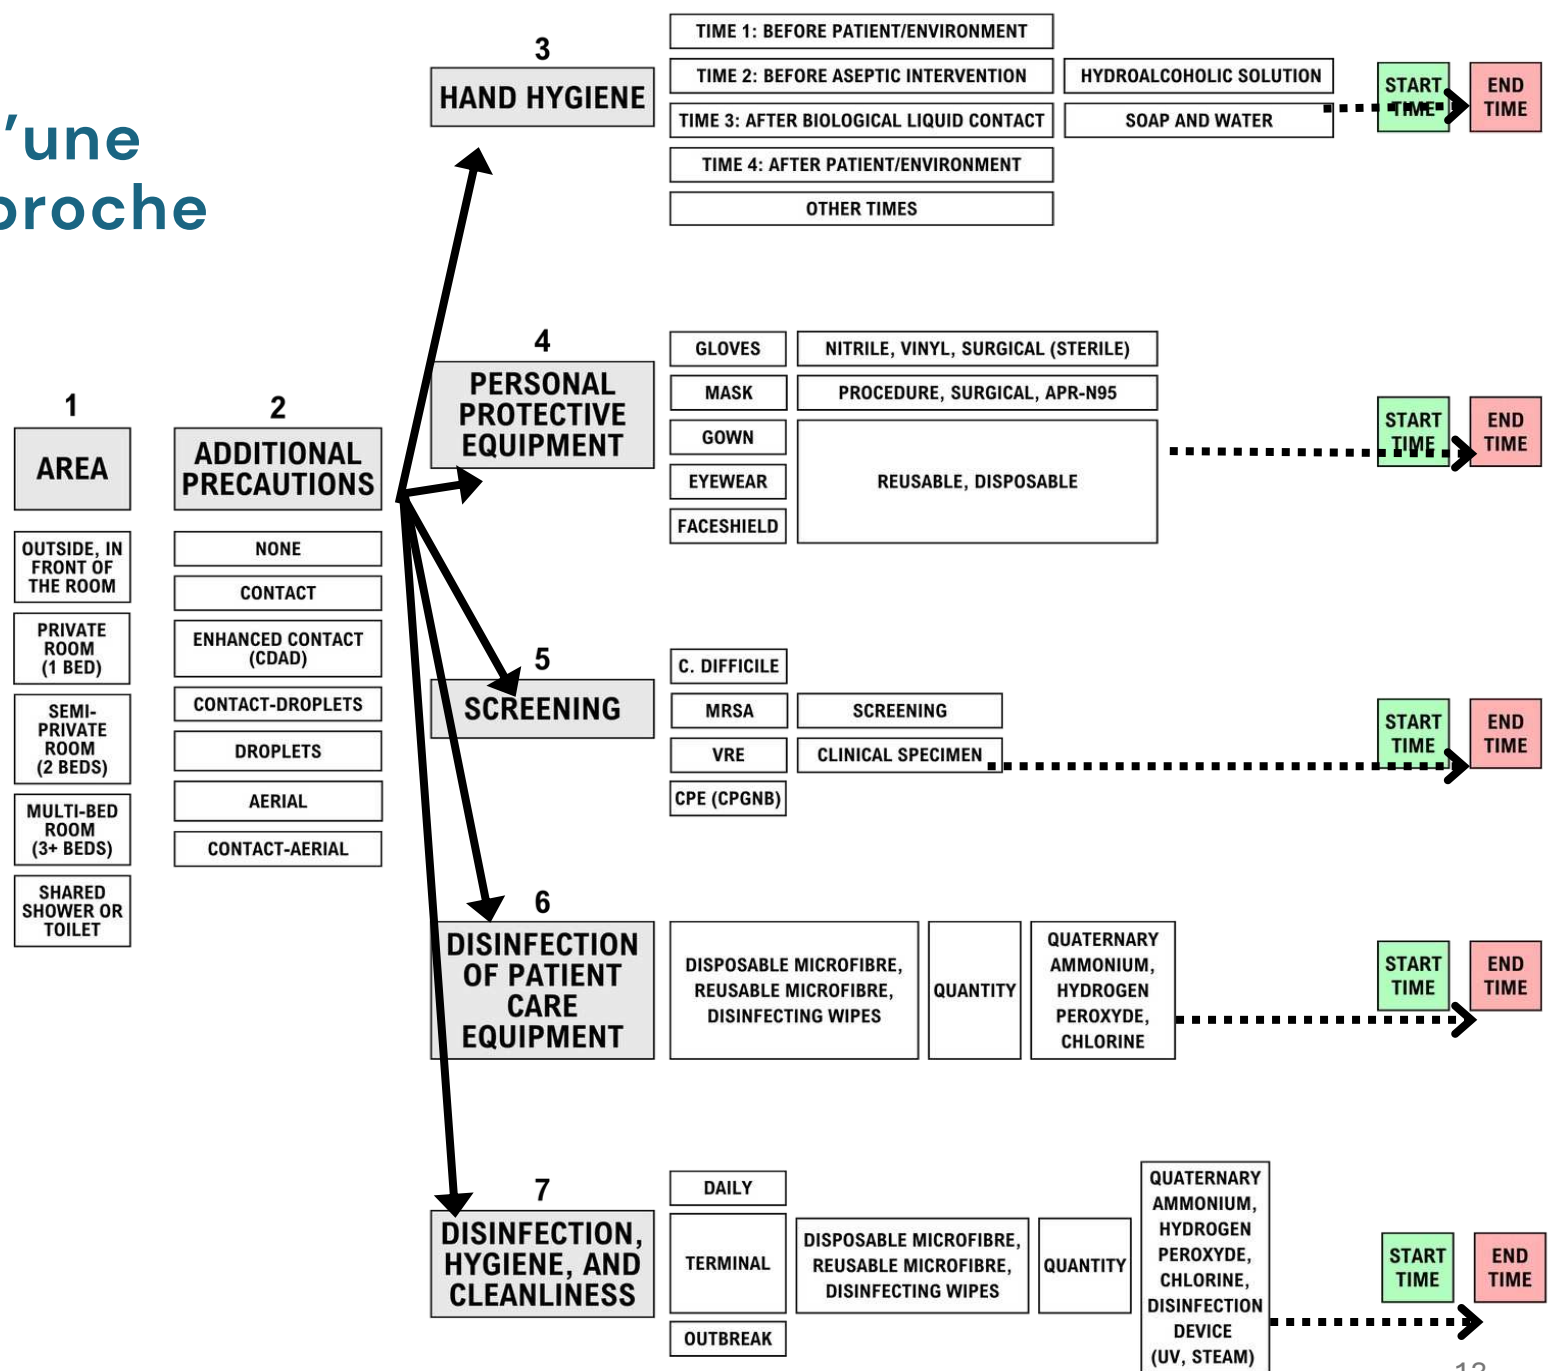 ’une
proche
1
AREA
OUTSIDE, IN
FRONT OF
THE ROOM
PRIVATE
ROOM
(1 BED)
SEMI-
PRIVATE
ROOM
(2 BEDS)
MULTI-BED
ROOM
(3+ BEDS)
SHARED
SHOWER OR
TOILET
2
ADDITIONAL
PRECAUTIONS
NONE
CONTACT
ENHANCED CONTACT
(CDAD)
CONTACT-DROPLETS
DROPLETS
AERIAL
CONTACT-AERIAL
3
HAND HYGIENE
TIME 1: BEFORE PATIENT/ENVIRONMENT
TIME 2: BEFORE ASEPTIC INTERVENTION
TIME 3: AFTER BIOLOGICAL LIQUID CONTACT
TIME 4: AFTER PATIENT/ENVIRONMENT
OTHER TIMES
HYDROALCOHOLIC SOLUTION
SOAP AND WATER
START
TIME
END
TIME
4
PERSONAL
PROTECTIVE
EQUIPMENT
GLOVES
NITRILE, VINYL, SURGICAL (STERILE)
MASK
PROCEDURE, SURGICAL, APR-N95
GOWN
EYEWEAR
FACESHIELD
REUSABLE, DISPOSABLE
START
TIME
END
TIME
5
SCREENING
C. DIFFICILE
MRSA
VRE
CPE (CPGNB)
SCREENING
CLINICAL SPECIMEN
START
TIME
END
TIME
6
DISINFECTION
OF PATIENT
CARE
EQUIPMENT
DISPOSABLE MICROFIBRE,
REUSABLE MICROFIBRE,
DISINFECTING WIPES
QUANTITY
QUATERNARY
AMMONIUM,
HYDROGEN
PEROXYDE,
CHLORINE
START
TIME
END
TIME
7
DISINFECTION,
HYGIENE, AND
CLEANLINESS
DAILY
TERMINAL
OUTBREAK
DISPOSABLE MICROFIBRE,
REUSABLE MICROFIBRE,
DISINFECTING WIPES
QUANTITY
QUATERNARY
AMMONIUM,
HYDROGEN
PEROXYDE,
CHLORINE,
DISINFECTION
DEVICE
(UV, STEAM)
START
TIME
END
TIME